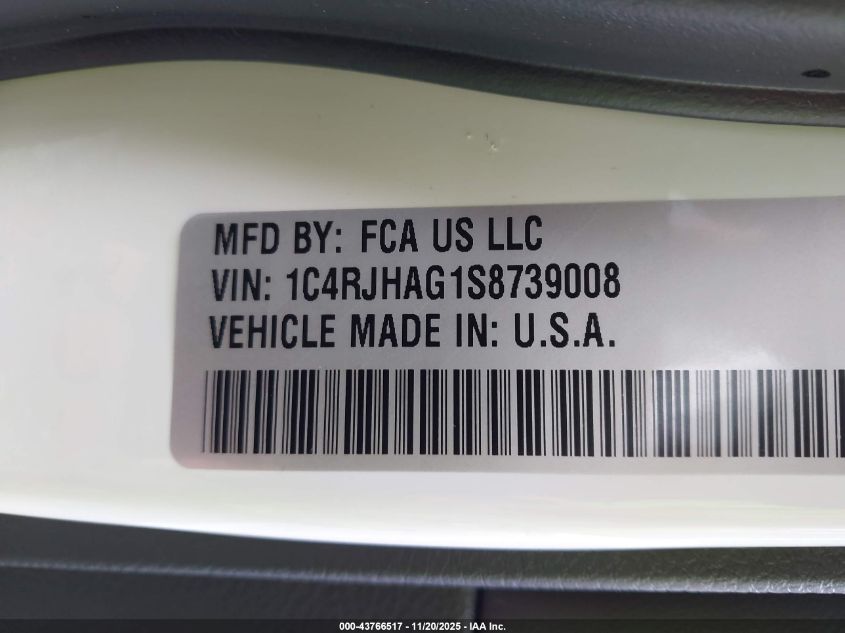 MFD BY: FCA US LLC
VIN: 1C4RJHAG1S8739008
VEHICLE MADE IN: U.S.A.
000-43766517 - 11/20/2025 - IAA Inc.